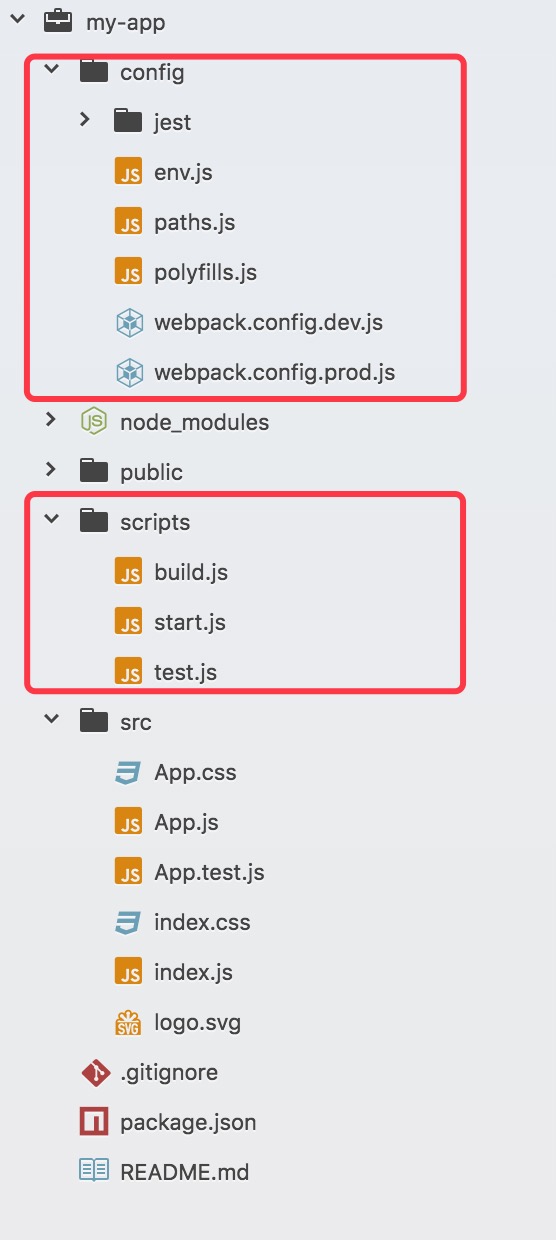 my-app
config
jest
JS env.js
JS paths.js
JS polyfills.js
webpack.config.dev.js
webpack.config.prod.js
JS node_modules
public
scripts
JS build.js
JS start.js
JS test.js
src
App.css
JS App.js
JS App.test.js
index.css
JS index.js
SVG logo.svg
.gitignore
package.json
README.md